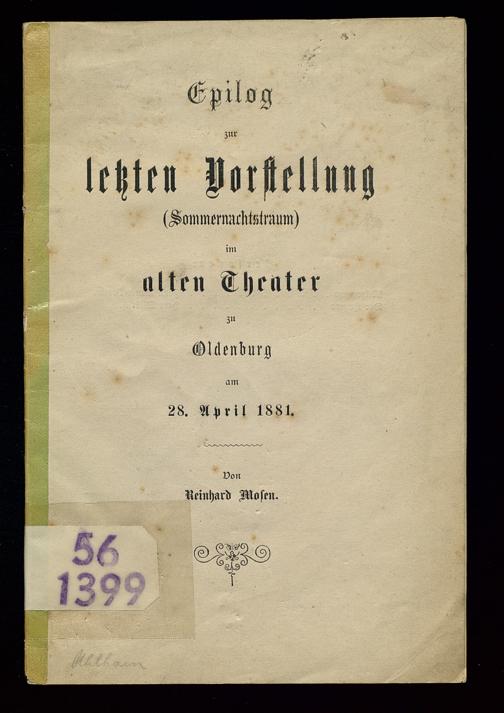 Epilog
zur
letzten Vorstellung
(Sommernachtstraum)
im
alten Theater
zu
Oldenburg
am
28. April 1881.
Von
Reinhard Mosen.
56
1399